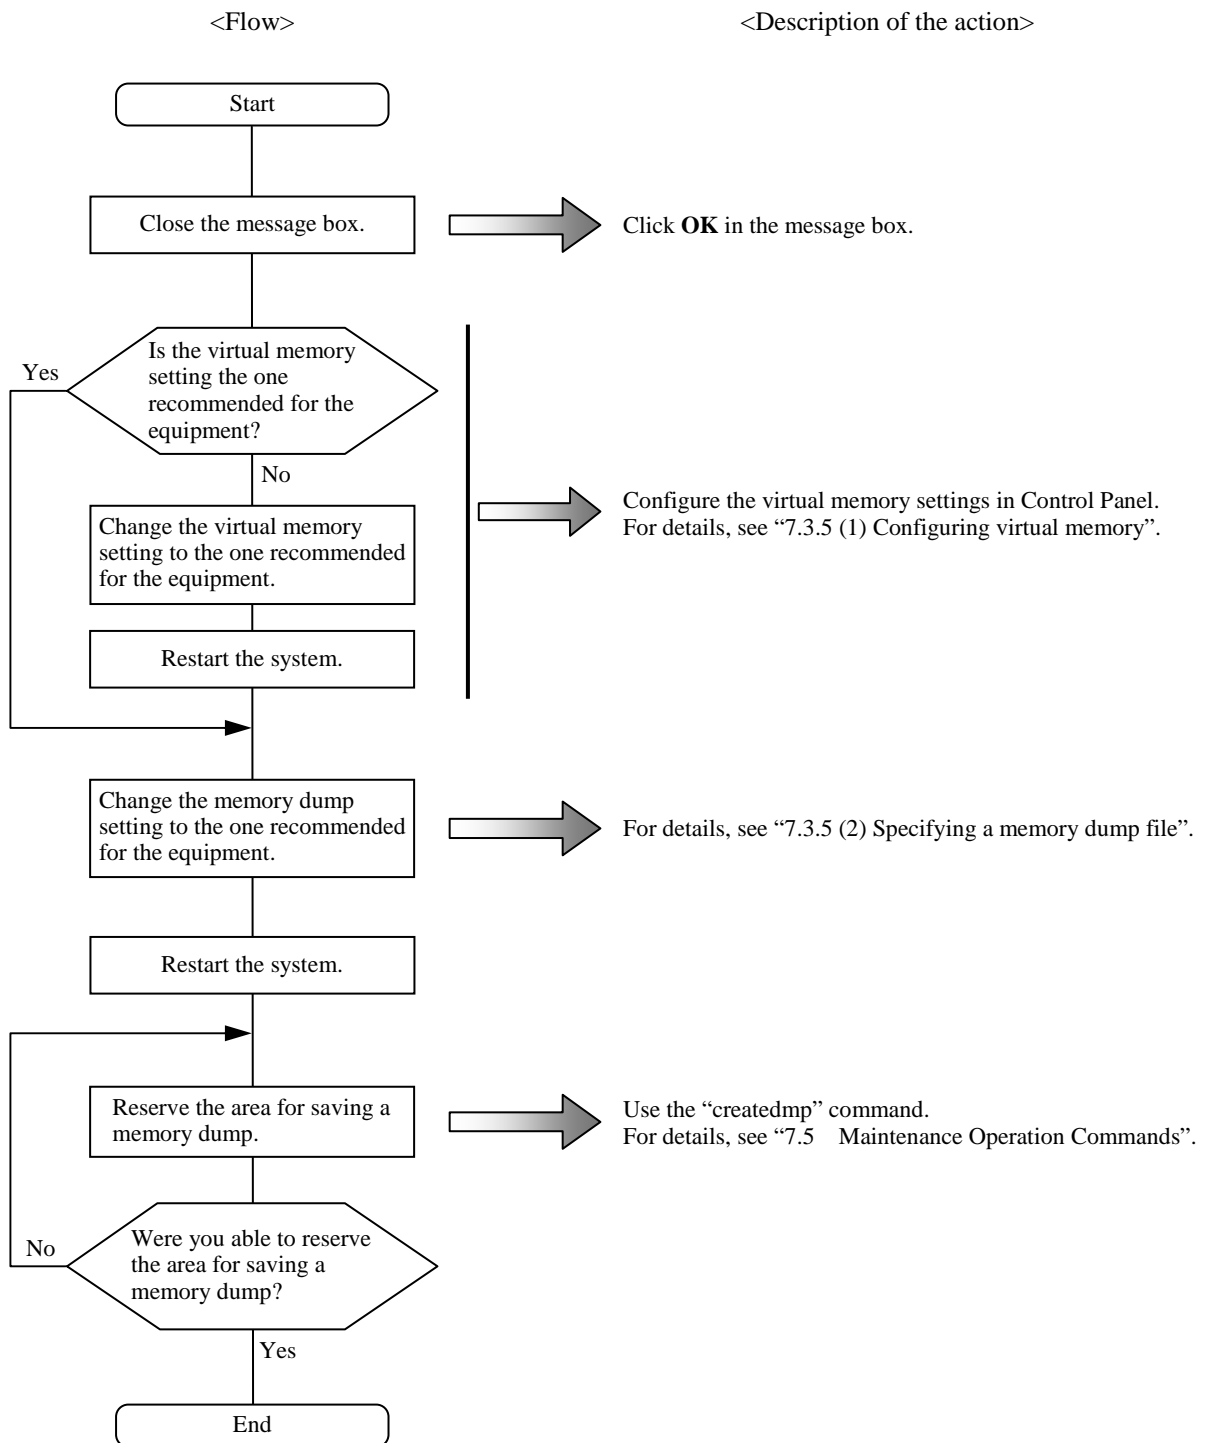 <Flow>
<Description of the action>
Start
Close the message box.
Click OK in the message box.
Is the virtual memory
setting the one
recommended for the
equipment?
Yes
No
Change the virtual memory
setting to the one recommended
for the equipment.
Configure the virtual memory settings in Control Panel.
For details, see “7.3.5 (1) Configuring virtual memory”.
Restart the system.
Change the memory dump
setting to the one recommended
for the equipment.
For details, see “7.3.5 (2) Specifying a memory dump file”.
Restart the system.
Reserve the area for saving a
memory dump.
Use the “createdmp” command.
For details, see “7.5 Maintenance Operation Commands”.
Were you able to reserve
the area for saving a
memory dump?
No
Yes
End